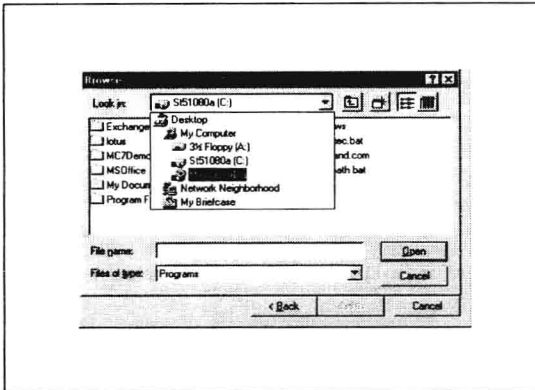 Browse
Look in: St51080a (C:)
Desktop
My Computer
3½ Floppy (A:)
St51080a (C:)
Network Neighborhood
My Briefcase
Exchange
lotus
MC7Demo
MSOffice
My Docum
Program F
ws
ec.bat
and.com
ath bat
File name:
Open
Files of type: Programs
Cancel
< Back
Cancel